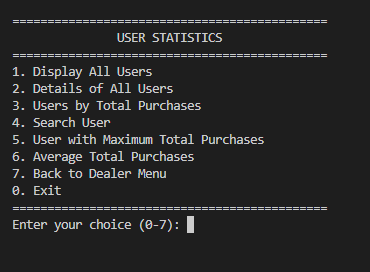 =============================================
USER STATISTICS
=============================================
1. Display All Users
2. Details of All Users
3. Users by Total Purchases
4. Search User
5. User with Maximum Total Purchases
6. Average Total Purchases
7. Back to Dealer Menu
0. Exit
=============================================
Enter your choice (0-7):